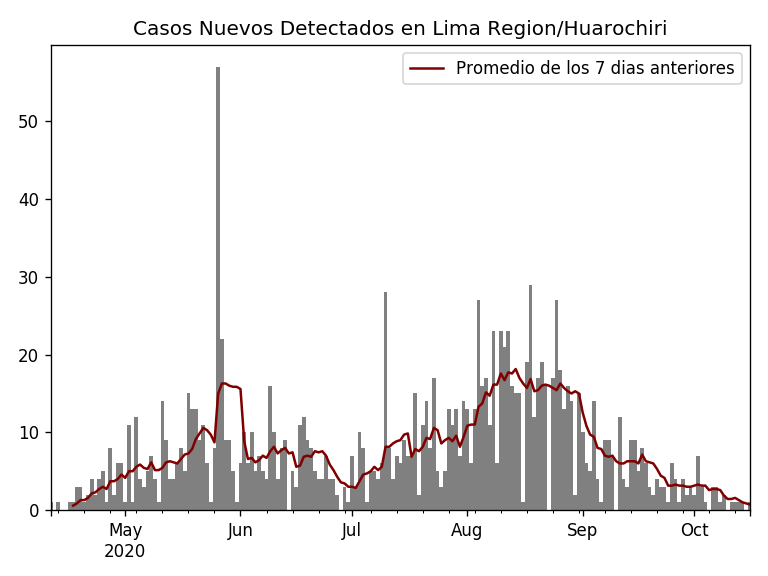 Casos Nuevos Detectados en Lima Region/Huarochiri
Promedio de los 7 dias anteriores
50
40
30
20
10
0
May Jun Jul Aug Sep Oct
2020